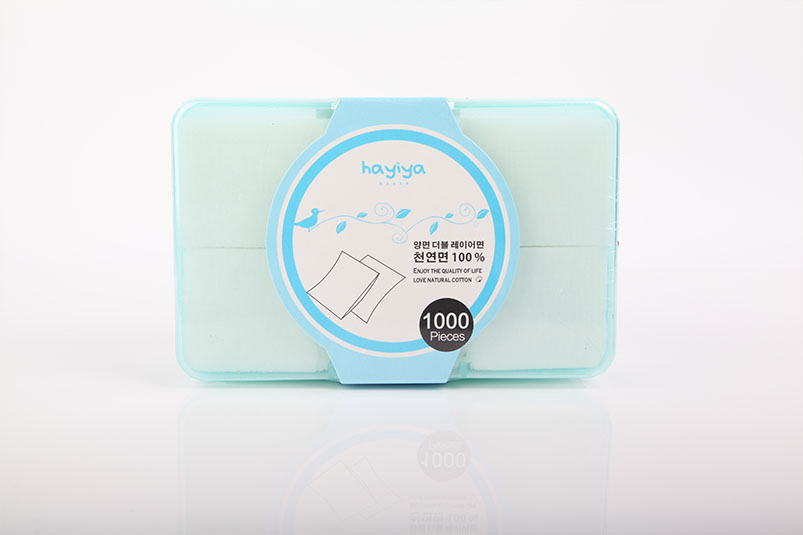 hayiya
양면 더블 레이어면
천연면 100%
ENJOY THE QUALITY OF LIFE
LOVE NATURAL COTTON
1000
Pieces